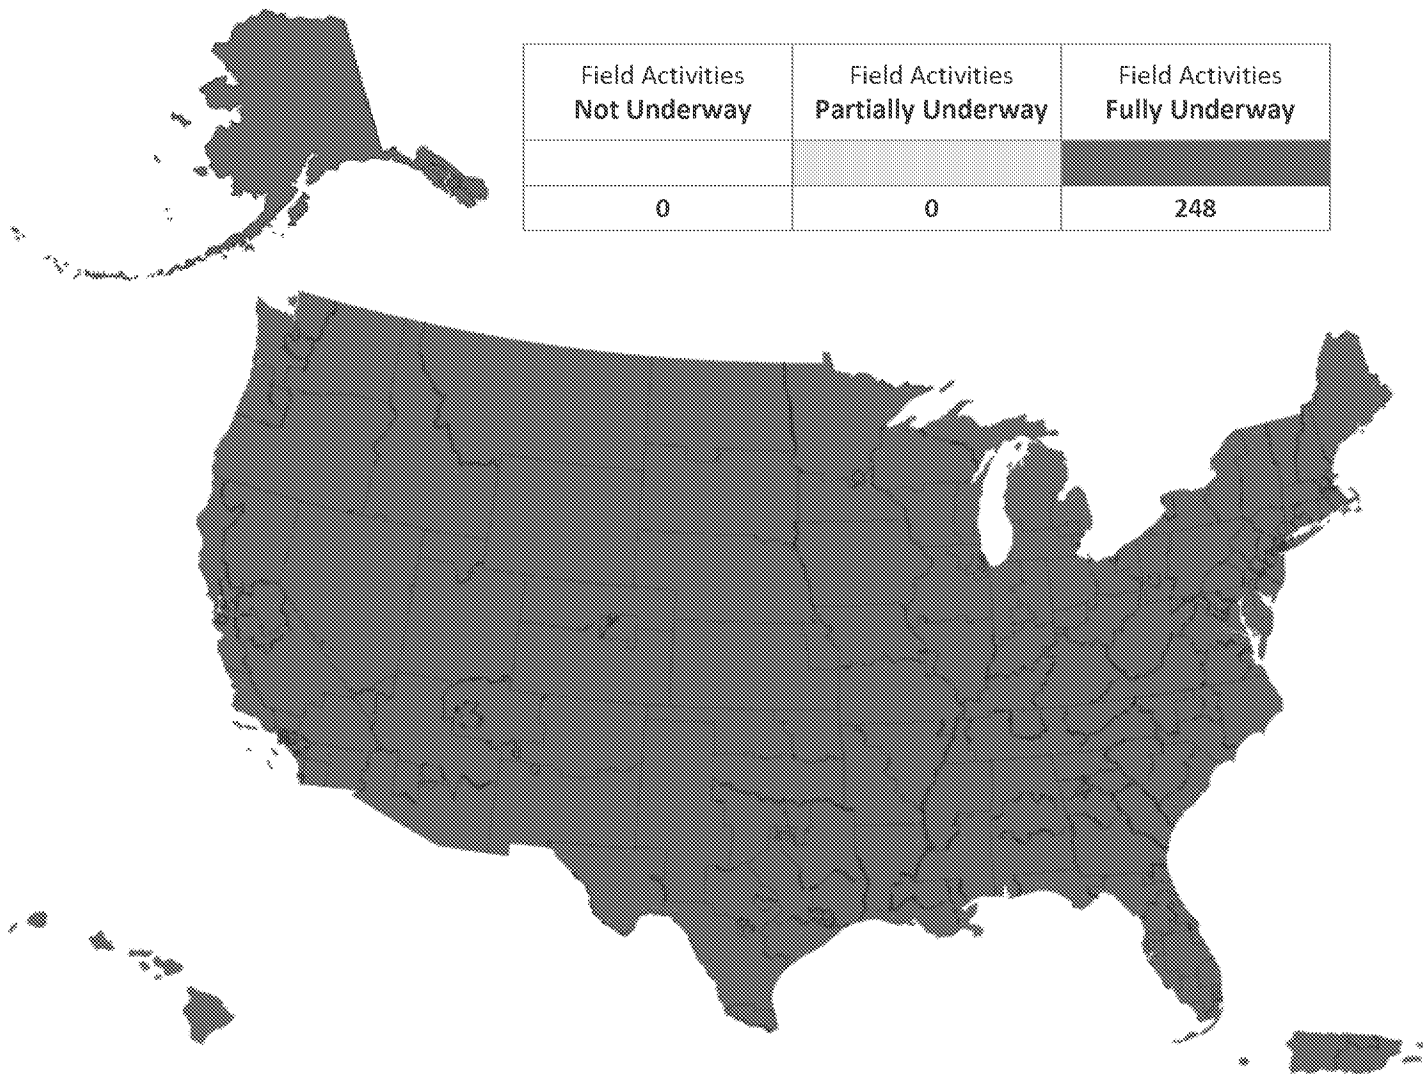 Field Activities
Not Underway
Field Activities
Partially Underway
Field Activities
Fully Underway
0
0
248